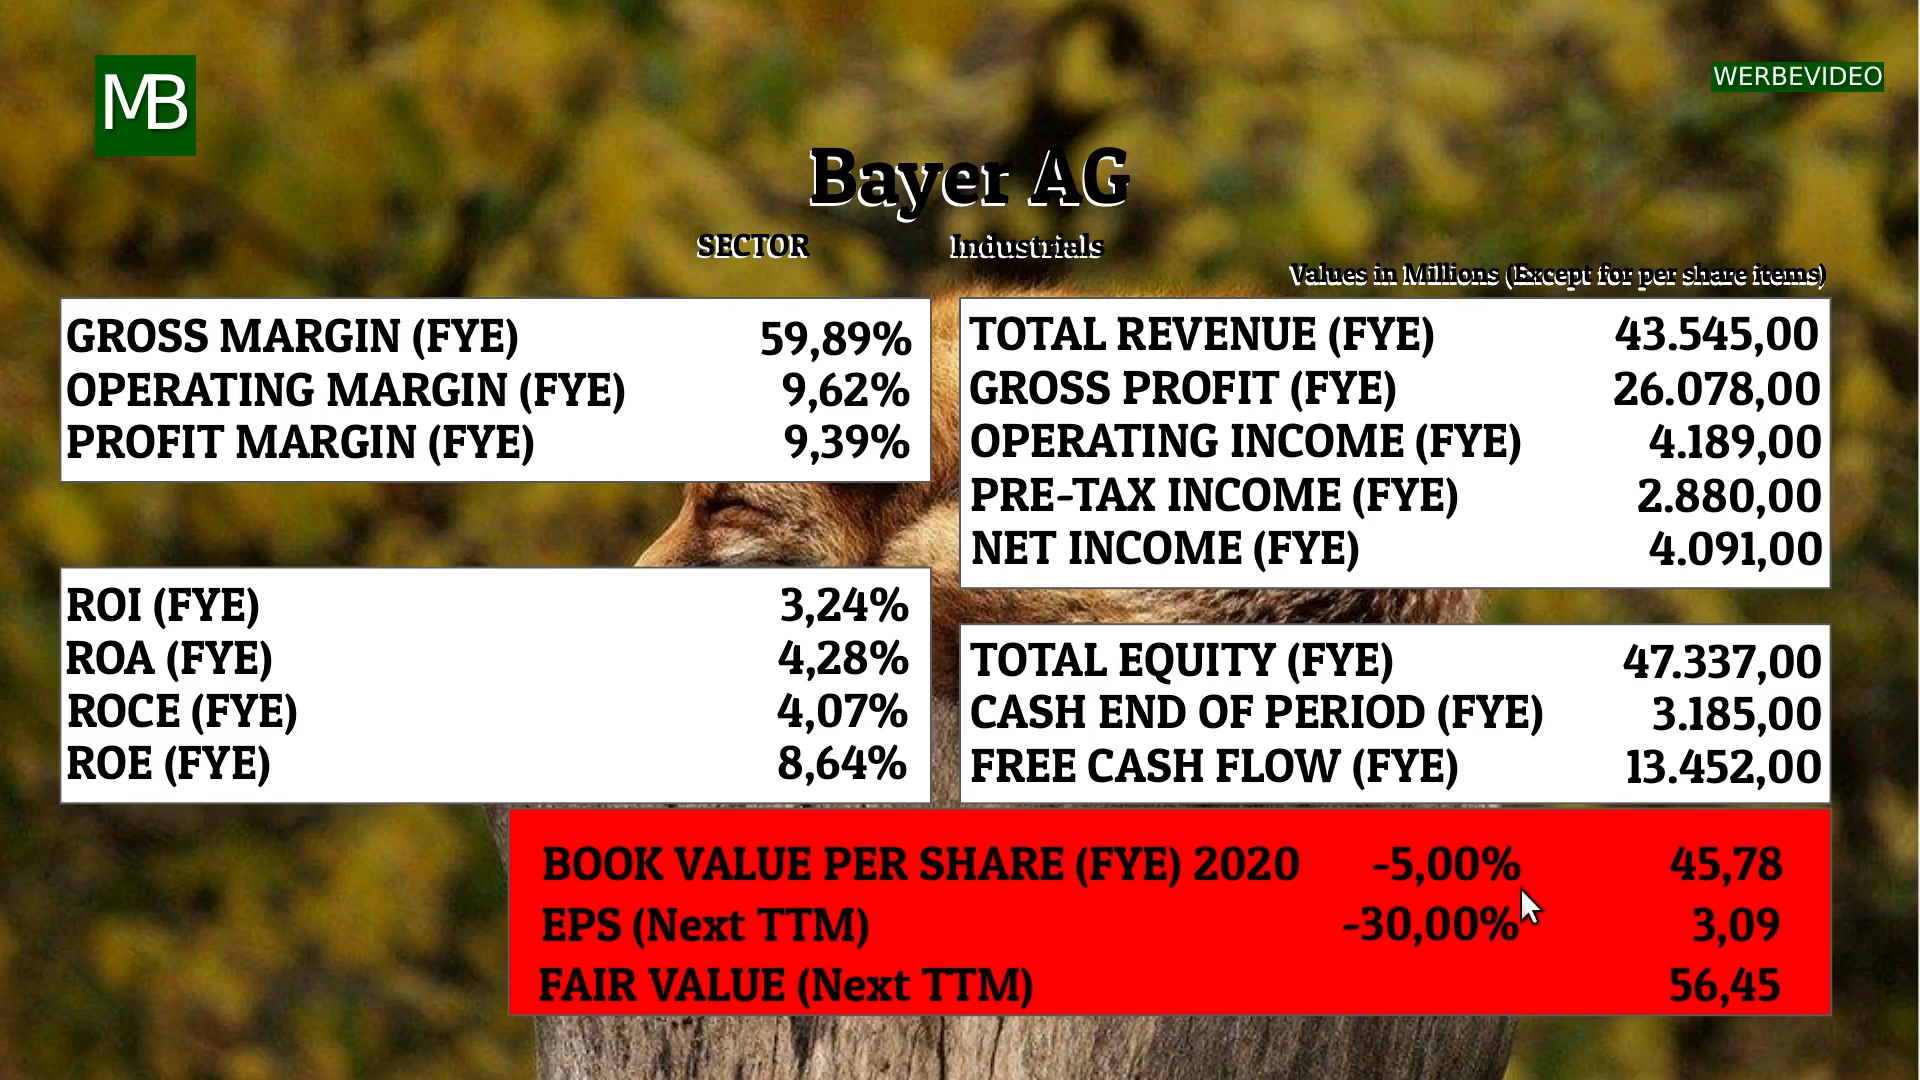 MB
WERBEVIDEO
Bayer AG
SECTOR Industrials
Values in Millions (Except for per share items)
GROSS MARGIN (FYE) 59,89%
OPERATING MARGIN (FYE) 9,62%
PROFIT MARGIN (FYE) 9,39%
TOTAL REVENUE (FYE) 43.545,00
GROSS PROFIT (FYE) 26.078,00
OPERATING INCOME (FYE) 4.189,00
PRE-TAX INCOME (FYE) 2.880,00
NET INCOME (FYE) 4.091,00
ROI (FYE) 3,24%
ROA (FYE) 4,28%
ROCE (FYE) 4,07%
ROE (FYE) 8,64%
TOTAL EQUITY (FYE) 47.337,00
CASH END OF PERIOD (FYE) 3.185,00
FREE CASH FLOW (FYE) 13.452,00
BOOK VALUE PER SHARE (FYE) 2020 -5,00% 45,78
EPS (Next TTM) -30,00% 3,09
FAIR VALUE (Next TTM) 56,45